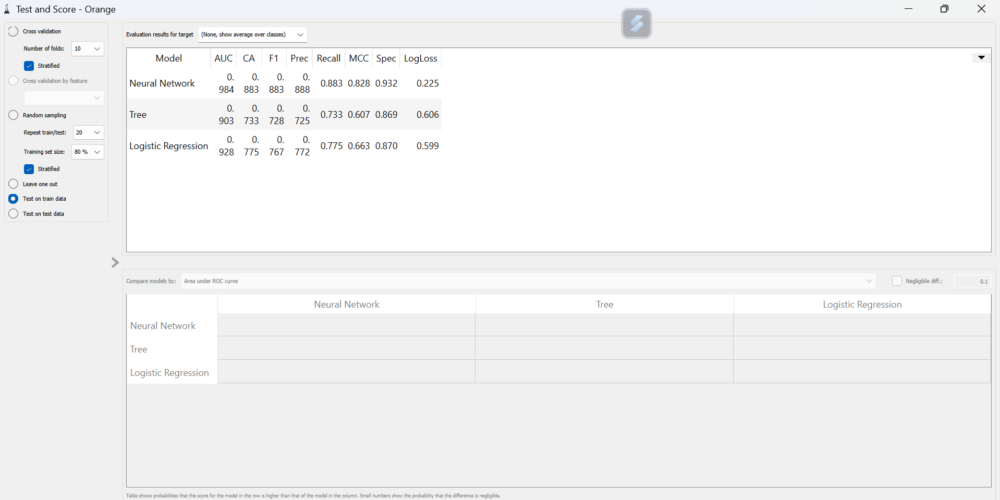 Test and Score - Orange
Cross validation
Number of folds: 10
Stratified
Cross validation by feature
Random sampling
Repeat train/test: 20
Training set size: 80 %
Stratified
Leave one out
Test on train data
Test on test data
Evaluation results for target (None, show average over classes)
Model AUC CA F1 Prec Recall MCC Spec LogLoss
Neural Network 0.984 0.883 0.883 0.888 0.883 0.828 0.932 0.225
Tree 0.903 0.733 0.728 0.725 0.733 0.607 0.869 0.606
Logistic Regression 0.928 0.775 0.767 0.772 0.775 0.663 0.870 0.599
Compare models by: Area under ROC curve Negligible diff.: 0.1
Neural Network Tree Logistic Regression
Neural Network
Tree
Logistic Regression
Table shows probabilities that the score for the model in the row is higher than that of the model in the column. Small numbers show the probability that the difference is negligible.